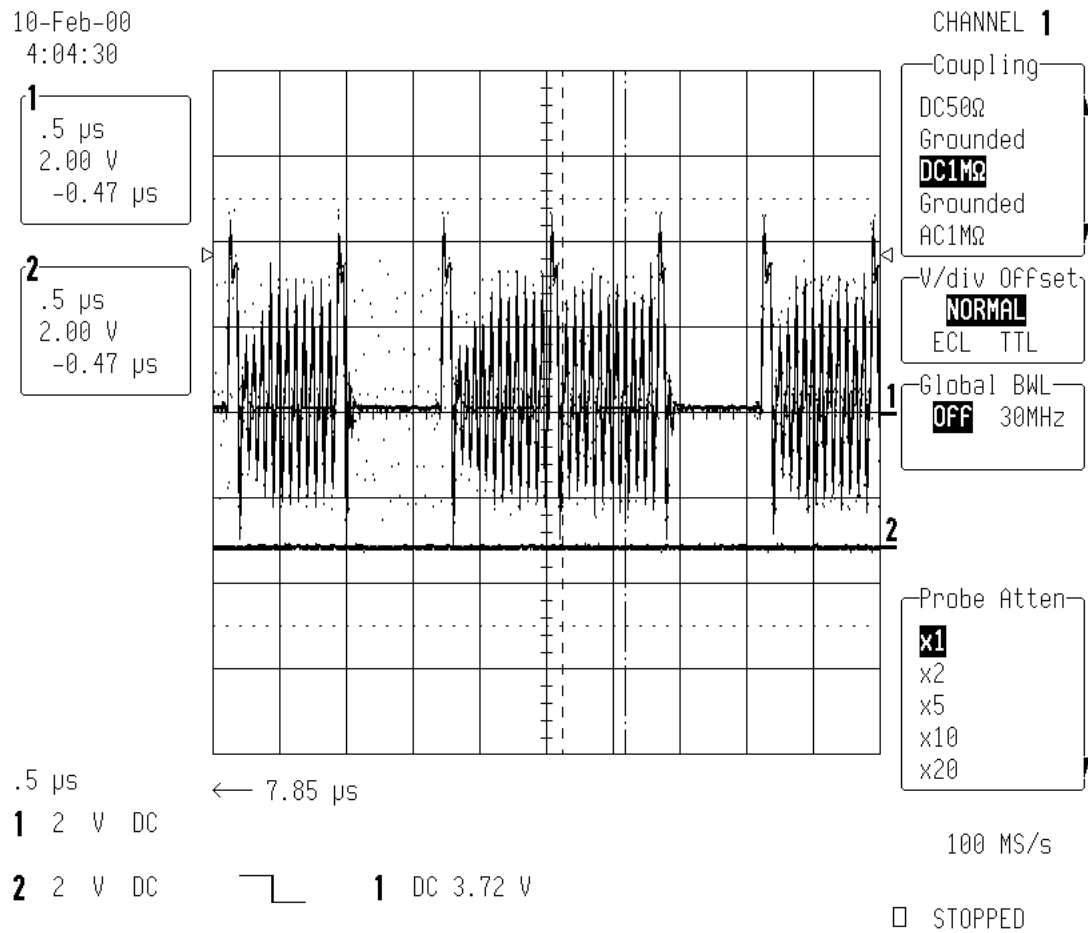 10-Feb-00
4:04:30
1
.5 µs
2.00 V
-0.47 µs
2
.5 µs
2.00 V
-0.47 µs
CHANNEL 1
Coupling
DC50Ω
Grounded
DC1MΩ
Grounded
AC1MΩ
V/div Offset
NORMAL
ECL TTL
Global BWL
Off 30MHz
1
2
Probe Atten
x1
x2
x5
x10
x20
.5 µs
← 7.85 µs
1 2 V DC
2 2 V DC
1 DC 3.72 V
100 MS/s
□ STOPPED